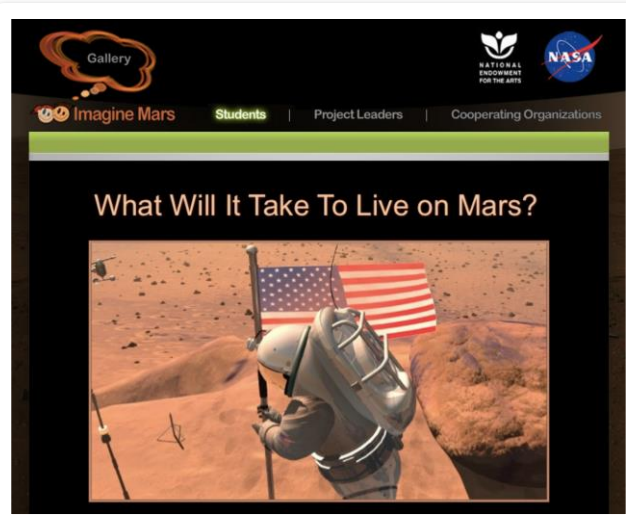 Gallery
NATIONAL
ENDOWMENT
FOR THE ARTS
NASA
Imagine Mars
Students | Project Leaders | Cooperating Organizations
What Will It Take To Live on Mars?